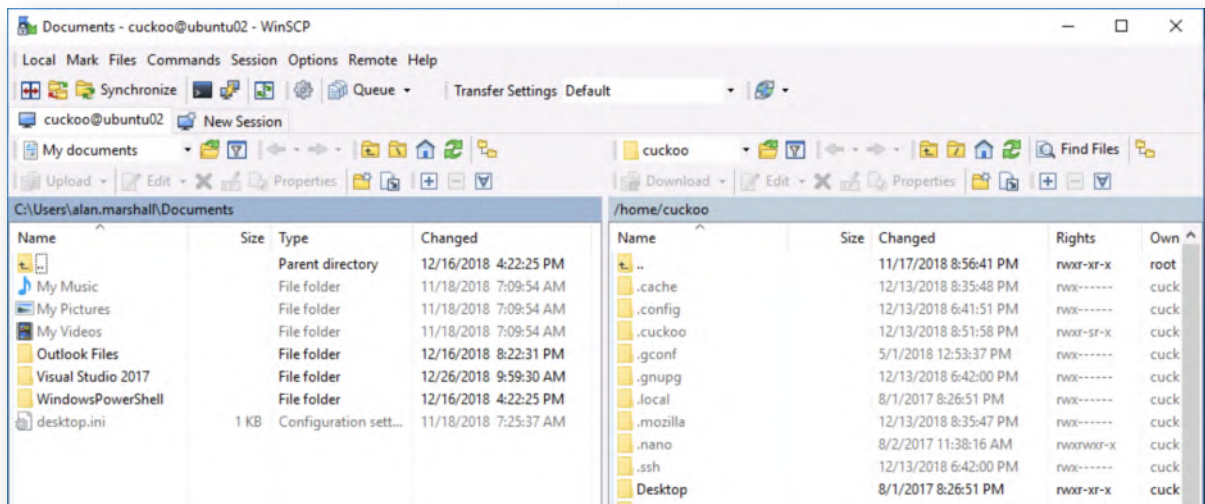 Documents - cuckoo@ubuntu02 - WinSCP
Local Mark Files Commands Session Options Remote Help
Synchronize Queue Transfer Settings Default
cuckoo@ubuntu02 New Session
My documents cuckoo Find Files
Upload Edit Properties Download Edit Properties
C:\Users\alan.marshall\Documents /home/cuckoo
Name Size Type Changed Name Size Changed Rights Own
.. Parent directory 12/16/2018 4:22:25 PM .. 11/17/2018 8:56:41 PM rwxr-xr-x root
My Music File folder 11/18/2018 7:09:54 AM .cache 12/13/2018 8:35:48 PM rwx------ cuck
My Pictures File folder 11/18/2018 7:09:54 AM .config 12/13/2018 6:41:51 PM rwx------ cuck
My Videos File folder 11/18/2018 7:09:54 AM .cuckoo 12/13/2018 8:51:58 PM rwxr-sr-x cuck
Outlook Files File folder 12/16/2018 8:22:31 PM .gconf 5/1/2018 12:53:37 PM rwx------ cuck
Visual Studio 2017 File folder 12/26/2018 9:59:30 AM .gnupg 12/13/2018 6:42:00 PM rwx------ cuck
WindowsPowerShell File folder 12/16/2018 4:22:25 PM .local 8/1/2017 8:26:51 PM rwx------ cuck
desktop.ini 1 KB Configuration sett... 11/18/2018 7:25:37 AM .mozilla 12/13/2018 8:35:47 PM rwx------ cuck
.nano 8/2/2017 11:38:16 AM rwxrwxr-x cuck
.ssh 12/13/2018 6:42:00 PM rwx------ cuck
Desktop 8/1/2017 8:26:51 PM rwxr-xr-x cuck